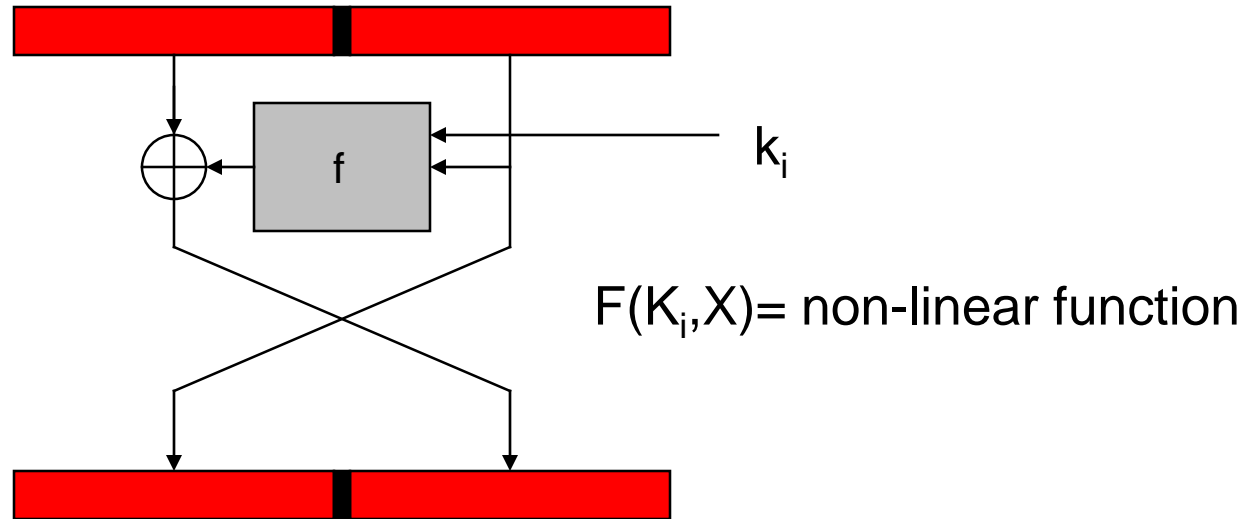 f
kᵢ
F(Kᵢ,X)= non-linear function